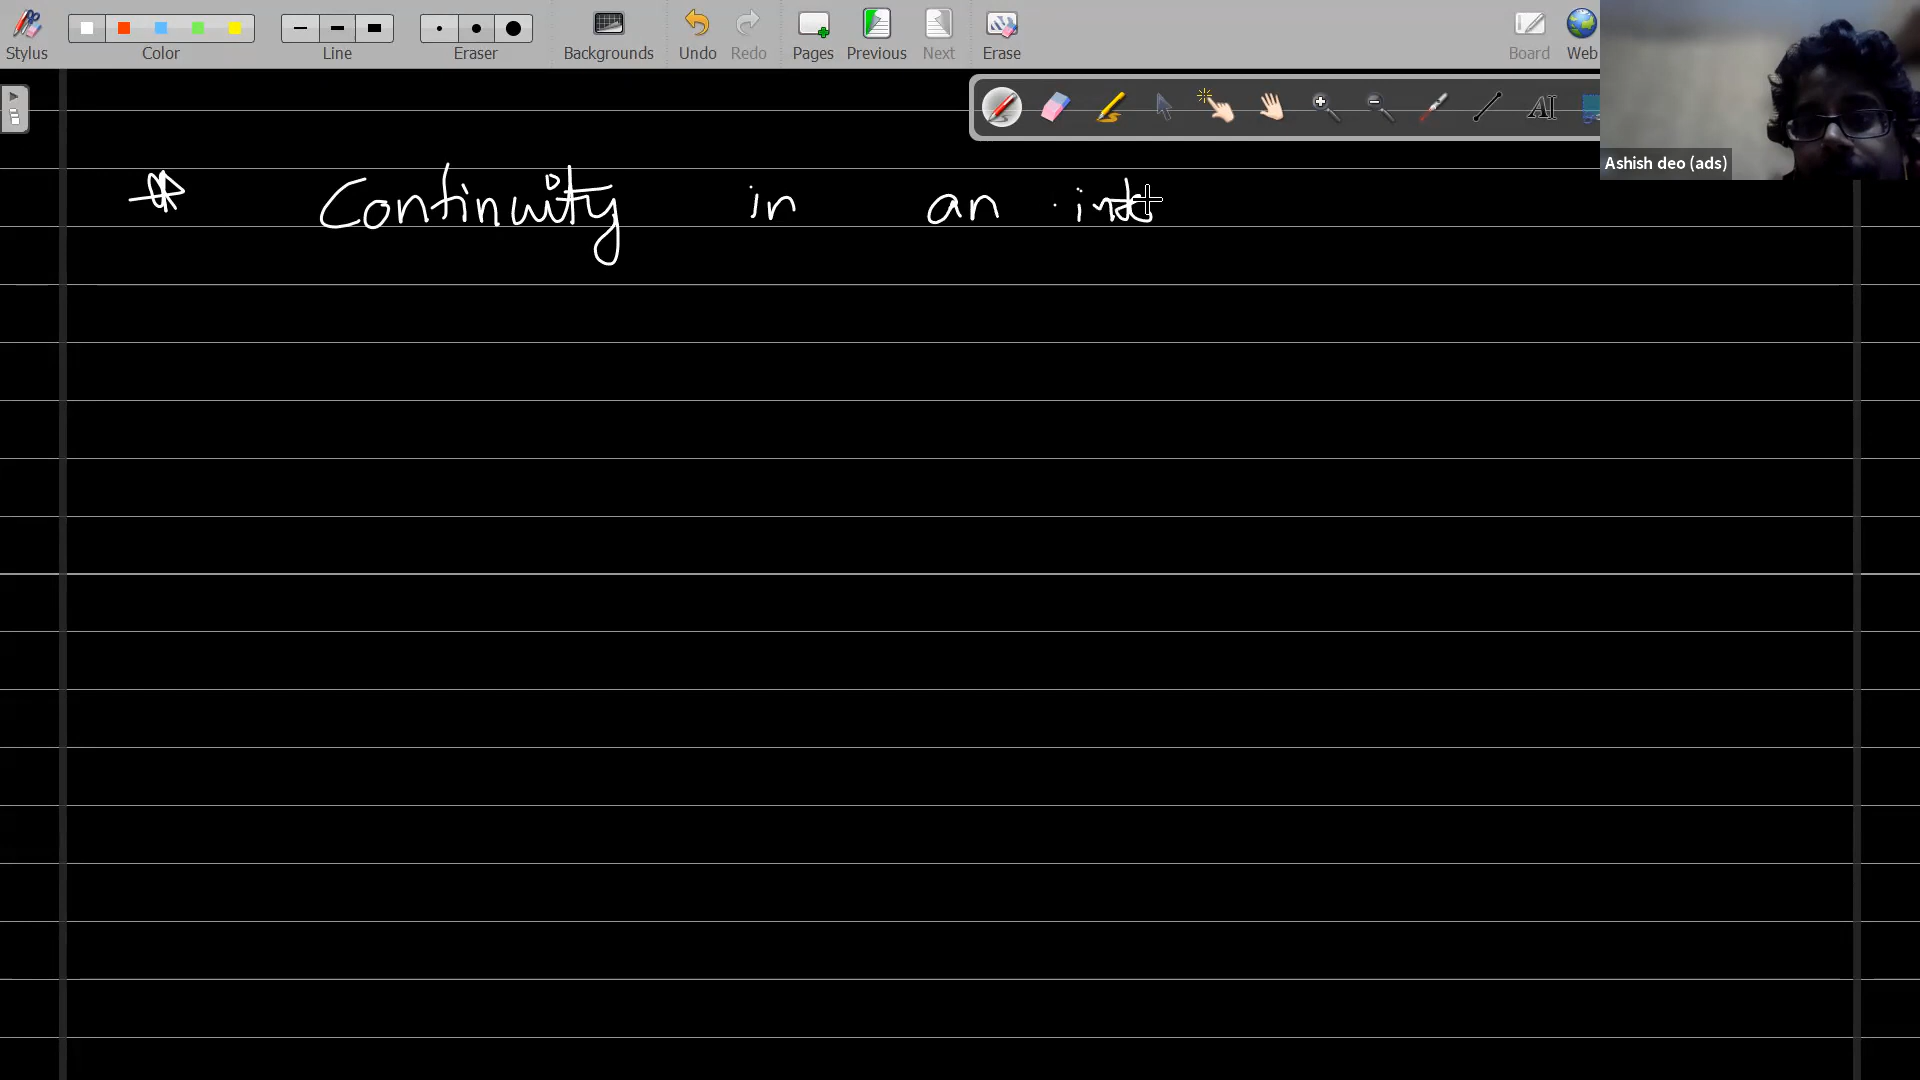 Stylus Color Line Eraser Backgrounds Undo Redo Pages Previous Next Erase Board Web
AI
Ashish deo (ads)
Continuity in an